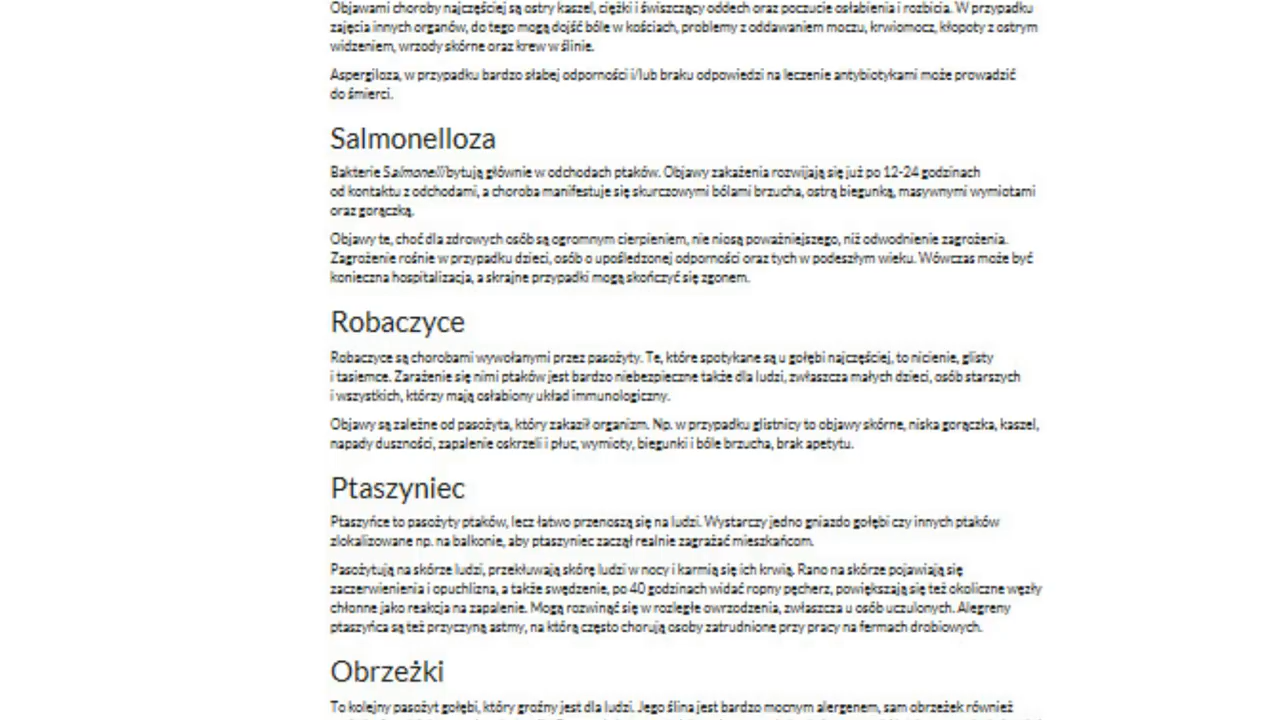 Objawami choroby najczęściej są ostry kaszel, ciężki i świszczący oddech oraz poczucie osłabienia i rozbicia. W przypadku
zajęcia innych organów, do tego mogą dojść bóle w kościach, problemy z oddawaniem moczu, krwiomocz, kłopoty z ostrym
widzeniem, wrzody skórne oraz krew w ślinie.
Aspergiloza, w przypadku bardzo słabej odporności i/lub braku odpowiedzi na leczenie antybiotykami może prowadzić
do śmierci.
Salmonelloza
Bakterie Salmonelli bytują głównie w odchodach ptaków. Objawy zakażenia rozwijają się już po 12-24 godzinach
od kontaktu z odchodami, a choroba manifestuje się skurczowymi bólami brzucha, ostrą biegunką, masywnymi wymiotami
oraz gorączką.
Objawy te, choć dla zdrowych osób są ogromnym cierpieniem, nie niosą poważniejszego, niż odwodnienie zagrożenia.
Zagrożenie rośnie w przypadku dzieci, osób o upośledzonej odporności oraz tych w podeszłym wieku. Wówczas może być
konieczna hospitalizacja, a skrajne przypadki mogą skończyć się zgonem.
Robaczyce
Robaczyce są chorobami wywołanymi przez pasożyty. Te, które spotykane są u gołębi najczęściej, to nicienie, glisty
i tasiemce. Zarażenie się nimi ptaków jest bardzo niebezpieczne także dla ludzi, zwłaszcza małych dzieci, osób starszych
i wszystkich, którzy mają osłabiony układ immunologiczny.
Objawy są zależne od pasożyta, który zakaził organizm. Np. w przypadku glistnicy to objawy skórne, niska gorączka, kaszel,
napady duszności, zapalenie oskrzeli i płuc, wymioty, biegunki i bóle brzucha, brak apetytu.
Ptaszyniec
Ptaszyńce to pasożyty ptaków, lecz łatwo przenoszą się na ludzi. Wystarczy jedno gniazdo gołębi czy innych ptaków
zlokalizowane np. na balkonie, aby ptaszyniec zaczął realnie zagrażać mieszkańcom.
Pasożytują na skórze ludzi, przekłuwają skórę ludzi w nocy i karmią się ich krwią. Rano na skórze pojawiają się
zaczerwienienia i opuchlizna, a także swędzenie, po 40 godzinach widać ropny pęcherz, powiększają się też okoliczne węzły
chłonne jako reakcja na zapalenie. Mogą rozwinąć się w rozległe owrzodzenia, zwłaszcza u osób uczulonych. Alegreny
ptaszyńca są też przyczyną astmy, na którą często chorują osoby zatrudnione przy pracy na fermach drobiowych.
Obrzeżki
To kolejny pasożyt gołębi, który groźny jest dla ludzi. Jego ślina jest bardzo mocnym alergenem, sam obrzeżek również